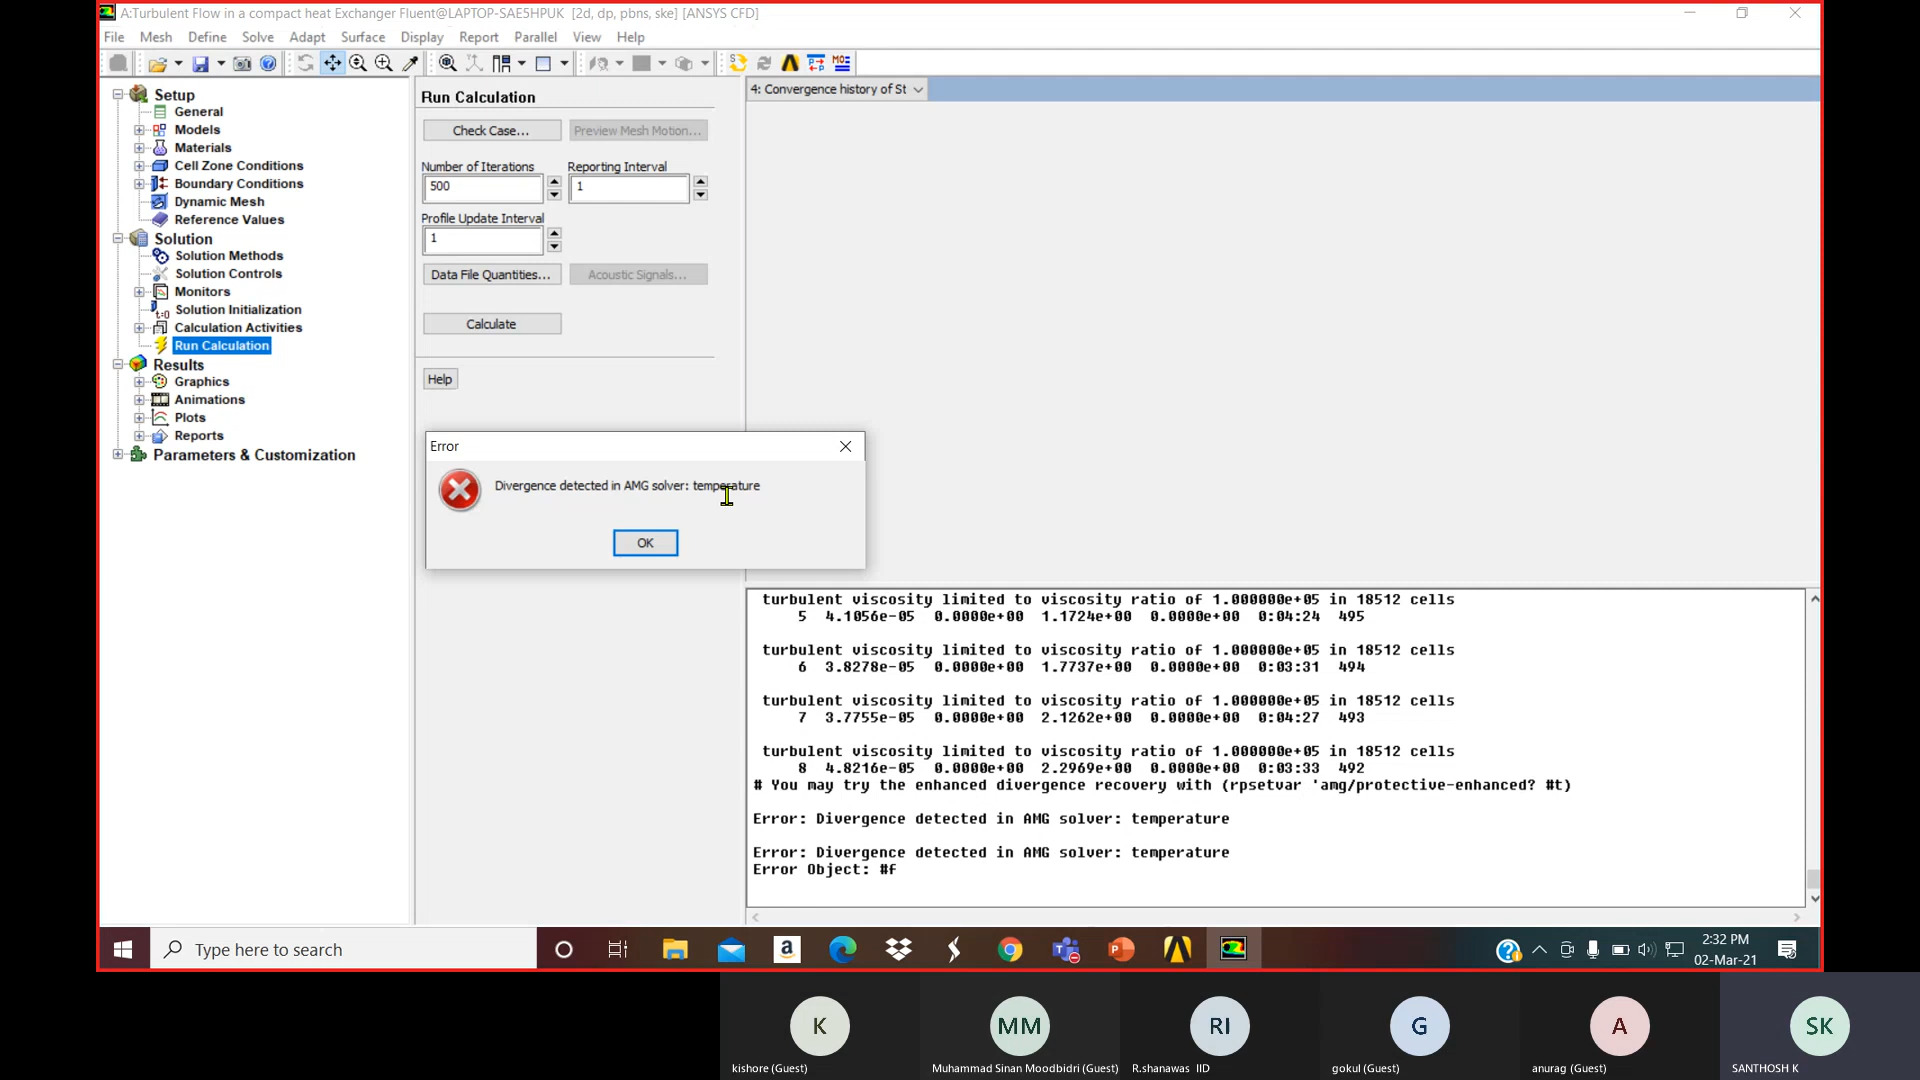 A:Turbulent Flow in a compact heat Exchanger Fluent@LAPTOP-SAE5HPUK [2d, dp, pbns, ske] [ANSYS CFD]
File Mesh Define Solve Adapt Surface Display Report Parallel View Help
Setup
General
Models
Materials
Cell Zone Conditions
Boundary Conditions
Dynamic Mesh
Reference Values
Solution
Solution Methods
Solution Controls
Monitors
Solution Initialization
Calculation Activities
Run Calculation
Results
Graphics
Animations
Plots
Reports
Parameters & Customization
Run Calculation
Check Case... Preview Mesh Motion...
Number of Iterations Reporting Interval
500 1
Profile Update Interval
1
Data File Quantities... Acoustic Signals...
Calculate
Help
Error
Divergence detected in AMG solver: temperature
OK
4: Convergence history of St
turbulent viscosity limited to viscosity ratio of 1.000000e+05 in 18512 cells
5 4.1056e-05 0.0000e+00 1.1724e+00 0.0000e+00 0:04:24 495
turbulent viscosity limited to viscosity ratio of 1.000000e+05 in 18512 cells
6 3.8278e-05 0.0000e+00 1.7737e+00 0.0000e+00 0:03:31 494
turbulent viscosity limited to viscosity ratio of 1.000000e+05 in 18512 cells
7 3.7755e-05 0.0000e+00 2.1262e+00 0.0000e+00 0:04:27 493
turbulent viscosity limited to viscosity ratio of 1.000000e+05 in 18512 cells
8 4.8216e-05 0.0000e+00 2.2969e+00 0.0000e+00 0:03:33 492
# You may try the enhanced divergence recovery with (rpsetvar 'amg/protective-enhanced? #t)
Error: Divergence detected in AMG solver: temperature
Error: Divergence detected in AMG solver: temperature
Error Object: #f
Type here to search
2:32 PM
02-Mar-21
K MM RI G A SK
kishore (Guest) Muhammad Sinan Moodbidri (Guest) R.shanawas IID gokul (Guest) anurag (Guest) SANTHOSH K